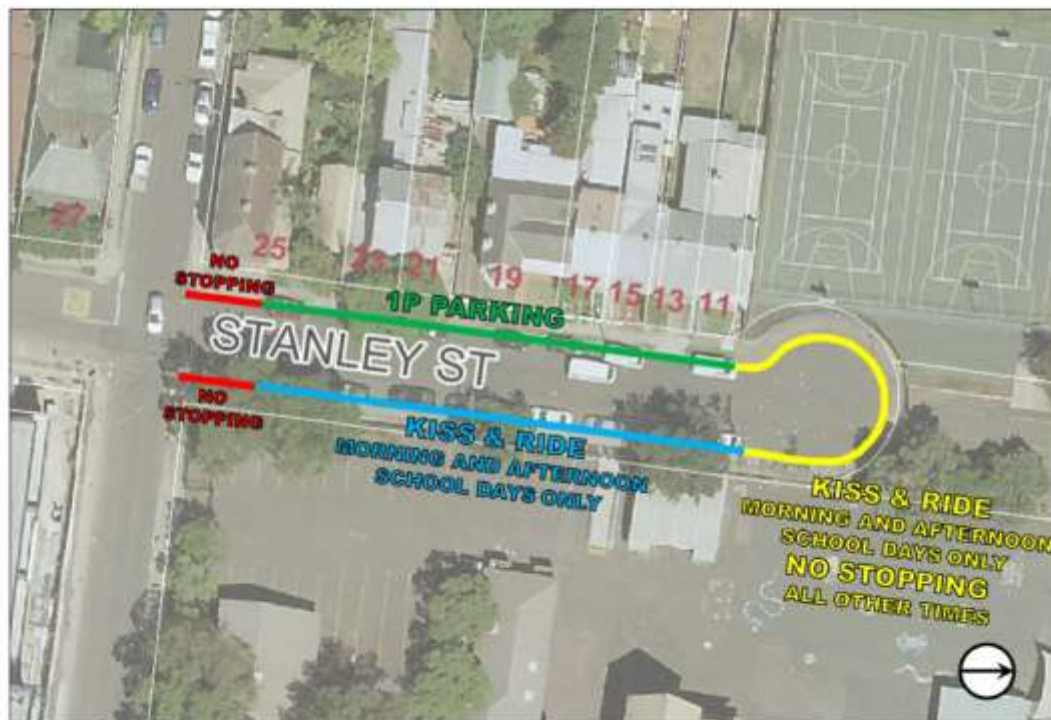 27
25
23
21
19
17
15
13
11
NO
STOPPING
1P PARKING
STANLEY ST
NO
STOPPING
KISS & RIDE
MORNING AND AFTERNOON
SCHOOL DAYS ONLY
KISS & RIDE
MORNING AND AFTERNOON
SCHOOL DAYS ONLY
NO STOPPING
ALL OTHER TIMES